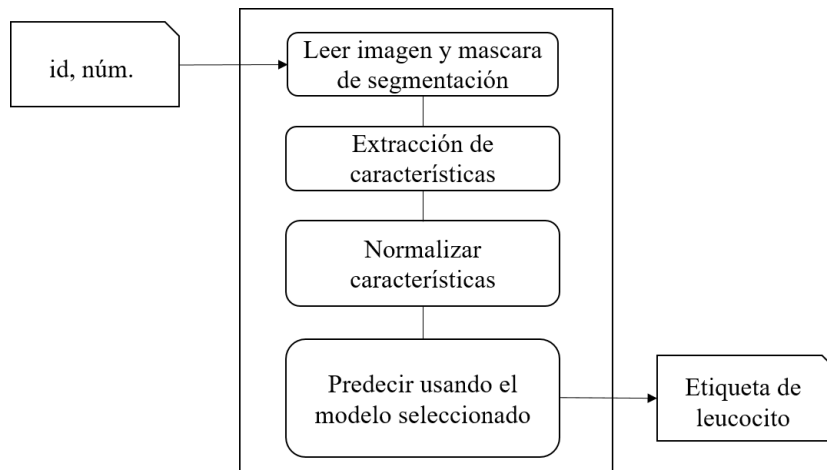 id, núm.
Leer imagen y mascara
de segmentación
Extracción de
características
Normalizar
características
Predecir usando el
modelo seleccionado
Etiqueta de
leucocito